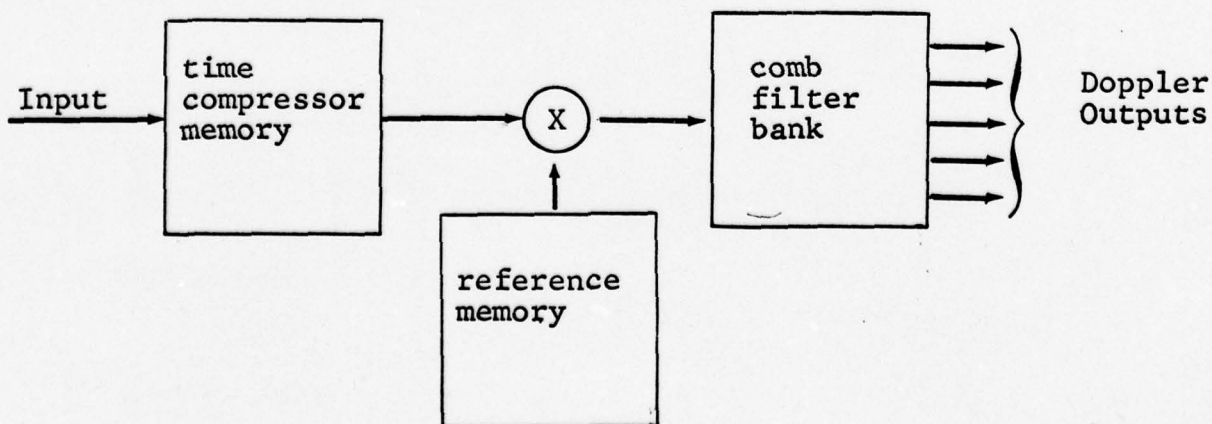 Input
time
compressor
memory
X
reference
memory
comb
filter
bank
Doppler
Outputs